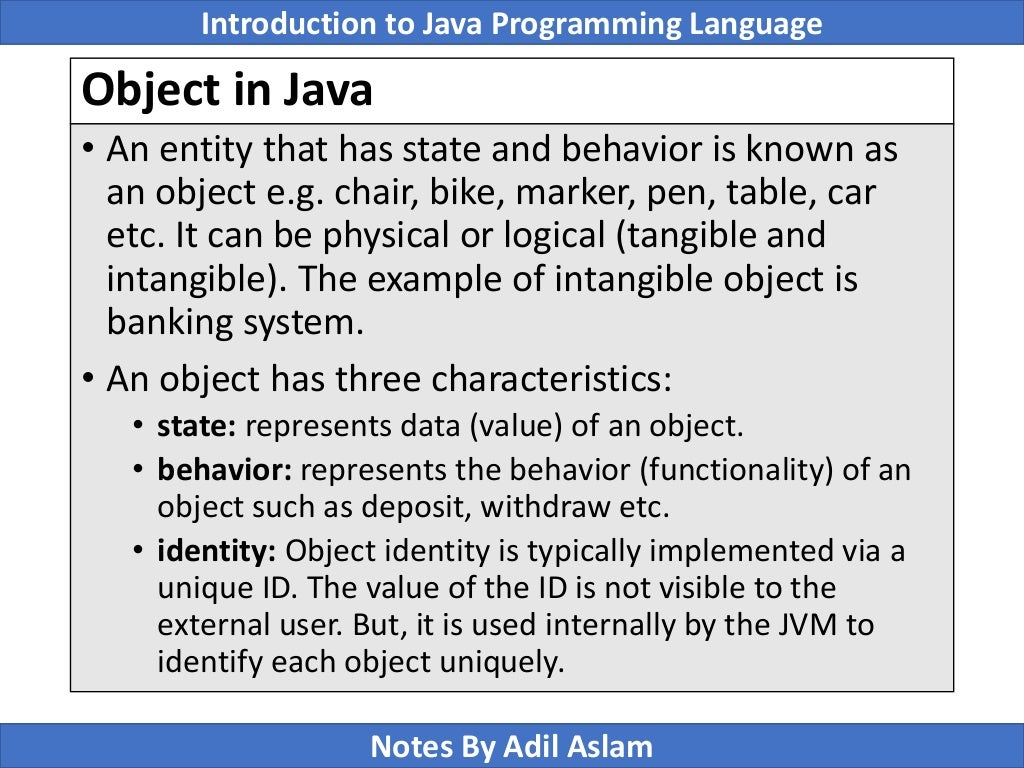 Introduction to Java Programming Language
Object in Java
• An entity that has state and behavior is known as
an object e.g. chair, bike, marker, pen, table, car
etc. It can be physical or logical (tangible and
intangible). The example of intangible object is
banking system.
• An object has three characteristics:
• state: represents data (value) of an object.
• behavior: represents the behavior (functionality) of an
object such as deposit, withdraw etc.
• identity: Object identity is typically implemented via a
unique ID. The value of the ID is not visible to the
external user. But, it is used internally by the JVM to
identify each object uniquely.
Notes By Adil Aslam